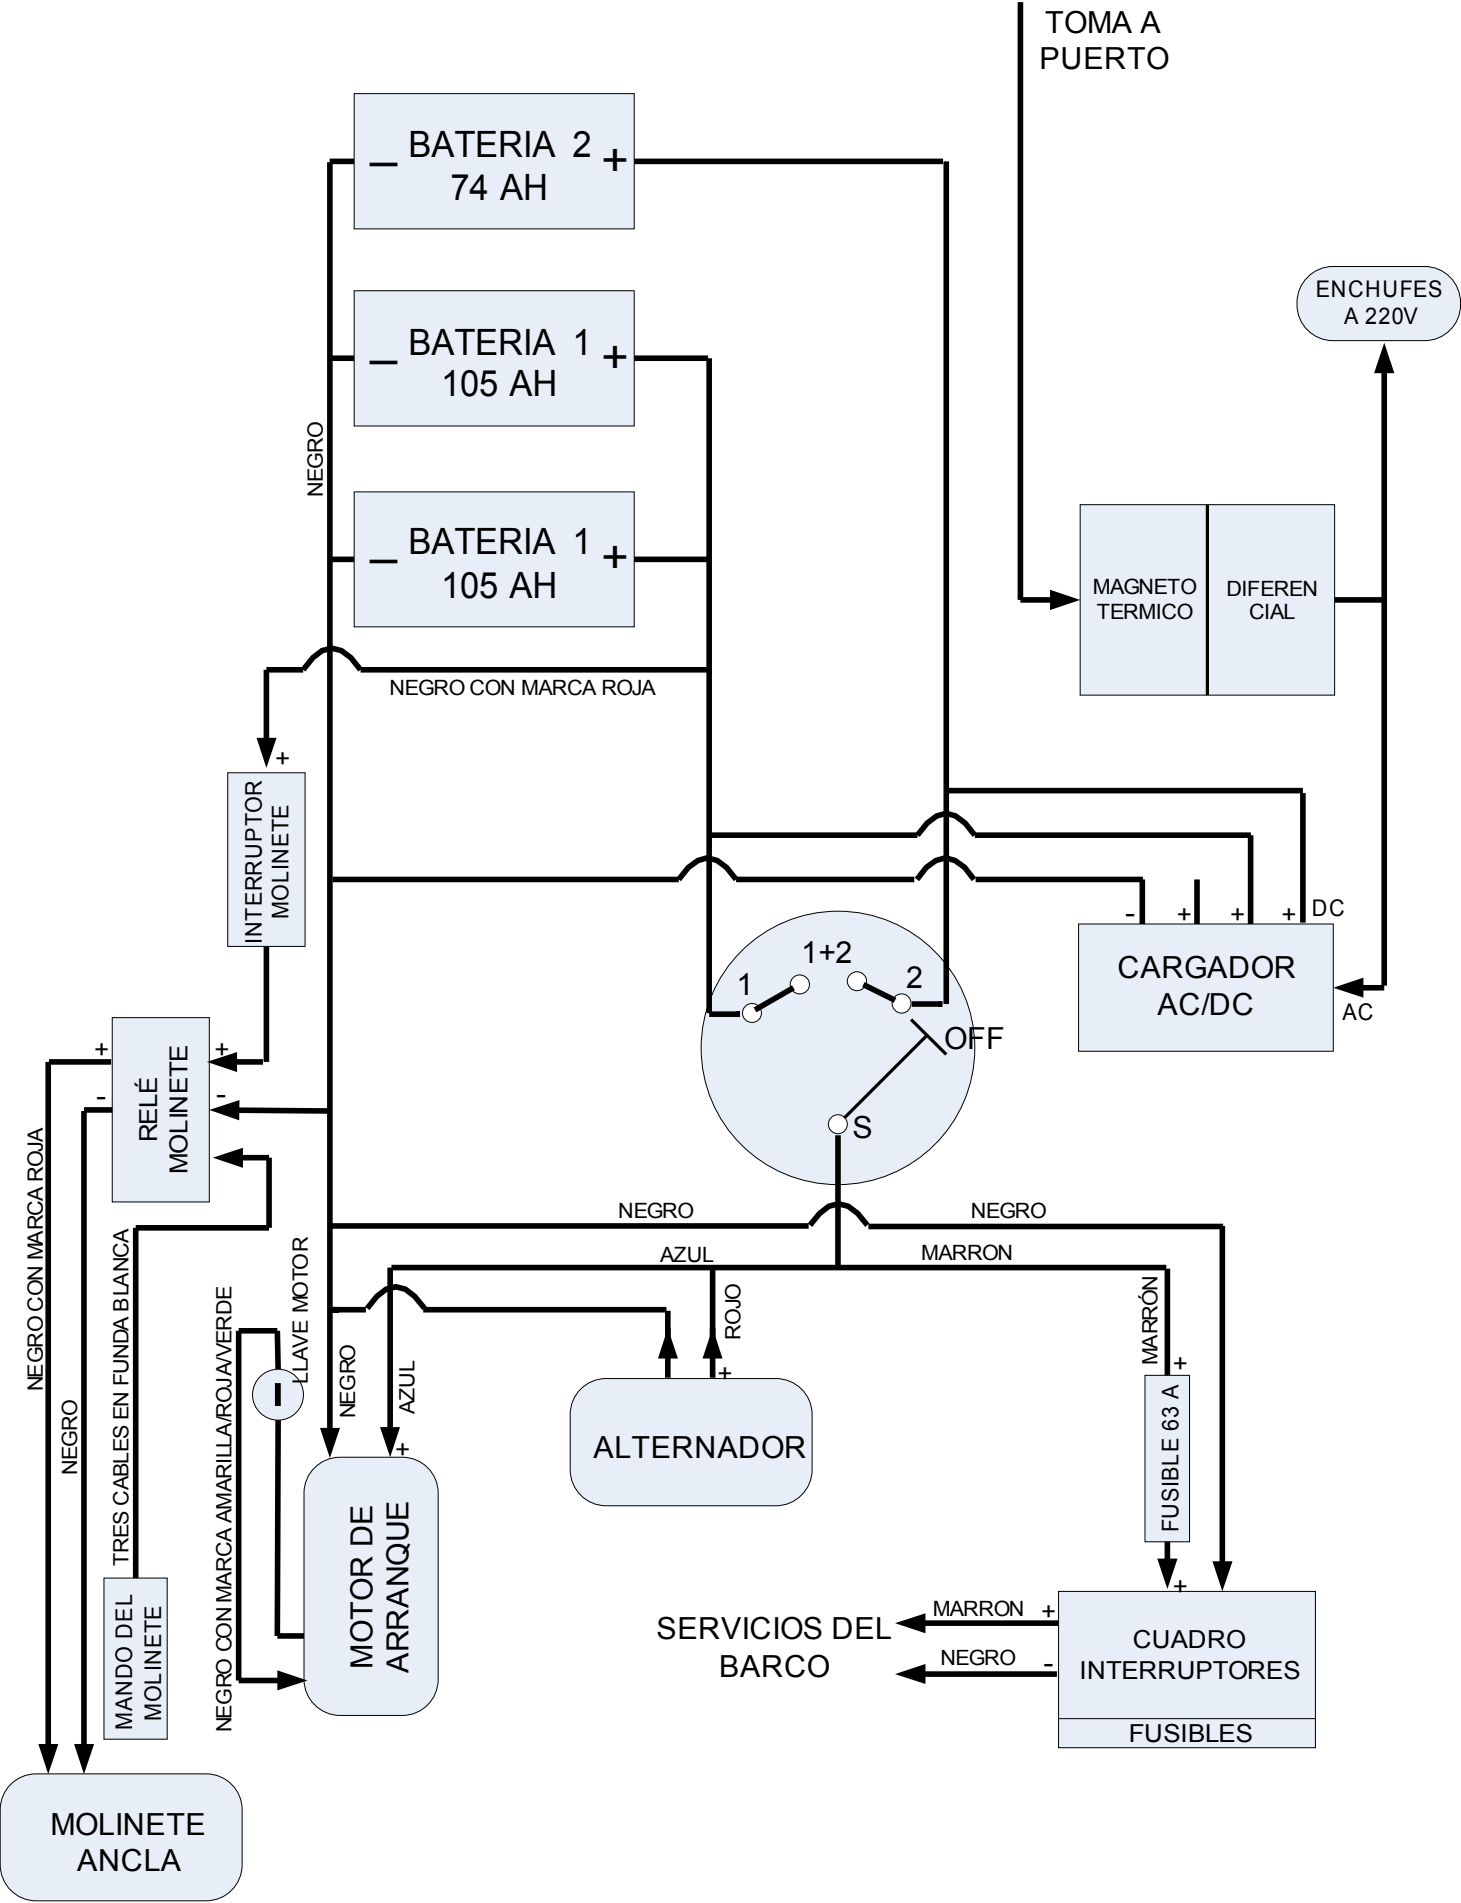 TOMA A
PUERTO
BATERIA 2
74 AH
–
+
ENCHUFES
A 220V
BATERIA 1
105 AH
–
+
NEGRO
BATERIA 1
105 AH
–
+
MAGNETO
TERMICO
DIFEREN
CIAL
NEGRO CON MARCA ROJA
+
INTERRUPTOR
MOLINETE
-
+
+
+
DC
CARGADOR
AC/DC
AC
1
1+2
2
OFF
S
+
+
-
-
RELÉ
MOLINETE
NEGRO CON MARCA ROJA
NEGRO
TRES CABLES EN FUNDA BLANCA
NEGRO
NEGRO
AZUL
MARRON
NEGRO CON MARCA AMARILLA/ROJA/VERDE
LLAVE MOTOR
NEGRO
AZUL
+
ROJO
+
MARRÓN
+
FUSIBLE 63 A
+
ALTERNADOR
MOTOR DE
ARRANQUE
MANDO DEL
MOLINETE
SERVICIOS DEL
BARCO
MARRON
+
NEGRO
-
CUADRO
INTERRUPTORES
FUSIBLES
MOLINETE
ANCLA